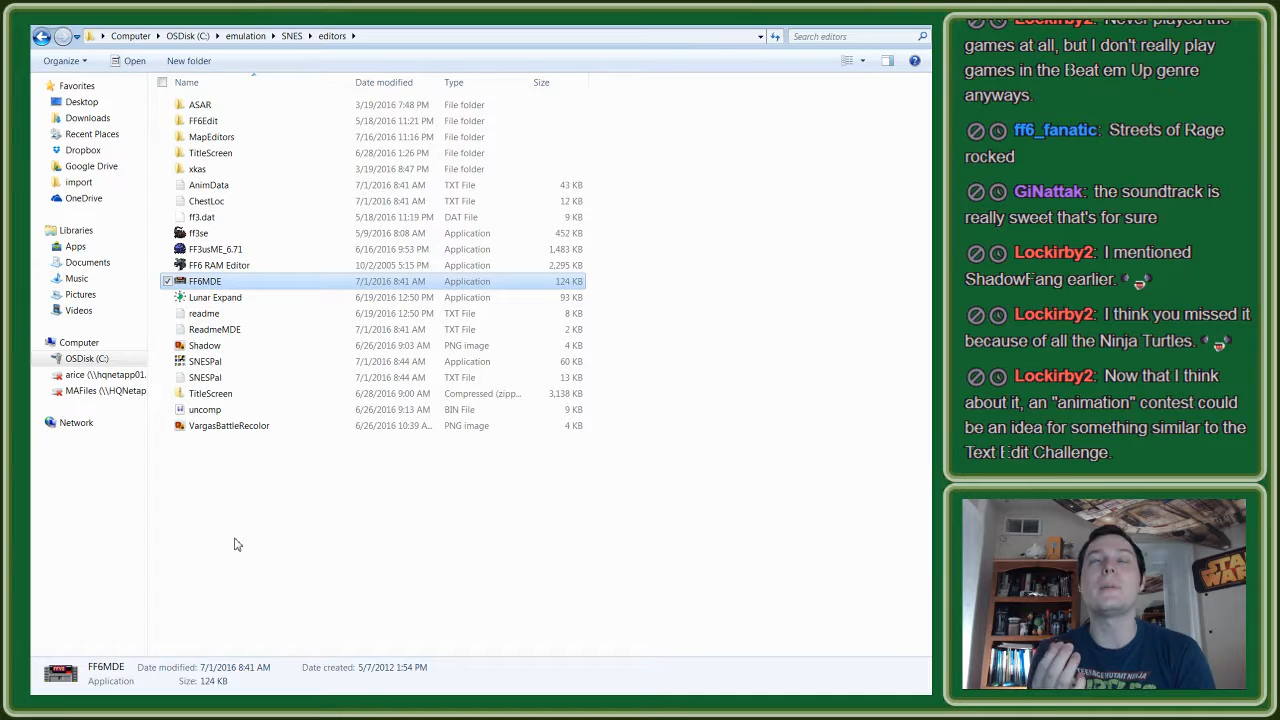 Computer ▸ OSDisk (C:) ▸ emulation ▸ SNES ▸ editors ▸
Search editors
Organize ▾
Open
New folder
Name
Date modified
Type
Size
Favorites
Desktop
Downloads
Recent Places
Dropbox
Google Drive
import
OneDrive
Libraries
Apps
Documents
Music
Pictures
Videos
Computer
OSDisk (C:)
arice (\\hqnetapp01.
MAFiles (\\HQNetap
Network
ASAR 3/19/2016 7:48 PM File folder
FF6Edit 5/18/2016 11:21 PM File folder
MapEditors 7/16/2016 11:16 PM File folder
TitleScreen 6/28/2016 1:26 PM File folder
xkas 3/19/2016 8:47 PM File folder
AnimData 7/1/2016 8:41 AM TXT File 43 KB
ChestLoc 7/1/2016 8:41 AM TXT File 12 KB
ff3.dat 5/18/2016 11:19 PM DAT File 9 KB
ff3se 5/9/2016 8:08 AM Application 452 KB
FF3usME_6.71 6/16/2016 9:53 PM Application 1,483 KB
FF6 RAM Editor 10/2/2005 5:15 PM Application 2,295 KB
FF6MDE 7/1/2016 8:41 AM Application 124 KB
Lunar Expand 6/19/2016 12:50 PM Application 93 KB
readme 6/19/2016 12:50 PM TXT File 8 KB
ReadmeMDE 7/1/2016 8:41 AM TXT File 2 KB
Shadow 6/26/2016 9:03 AM PNG image 4 KB
SNESPal 7/1/2016 8:44 AM Application 60 KB
SNESPal 7/1/2016 8:44 AM TXT File 13 KB
TitleScreen 6/28/2016 9:00 AM Compressed (zipp... 3,138 KB
uncomp 6/26/2016 9:13 AM BIN File 9 KB
VargasBattleRecolor 6/26/2016 10:39 A... PNG image 4 KB
FF6MDE Date modified: 7/1/2016 8:41 AM Date created: 5/7/2012 1:54 PM
Application Size: 124 KB
Lockirby2: Never played the
games at all, but I don't really play
games in the Beat em Up genre
anyways.
ff6_fanatic: Streets of Rage
rocked
GiNattak: the soundtrack is
really sweet that's for sure
Lockirby2: I mentioned
ShadowFang earlier.
Lockirby2: I think you missed it
because of all the Ninja Turtles.
Lockirby2: Now that I think
about it, an "animation" contest could
be an idea for something similar to the
Text Edit Challenge.
STAR
WARS
TEENAGE MUTANT NINJA
TURTLES